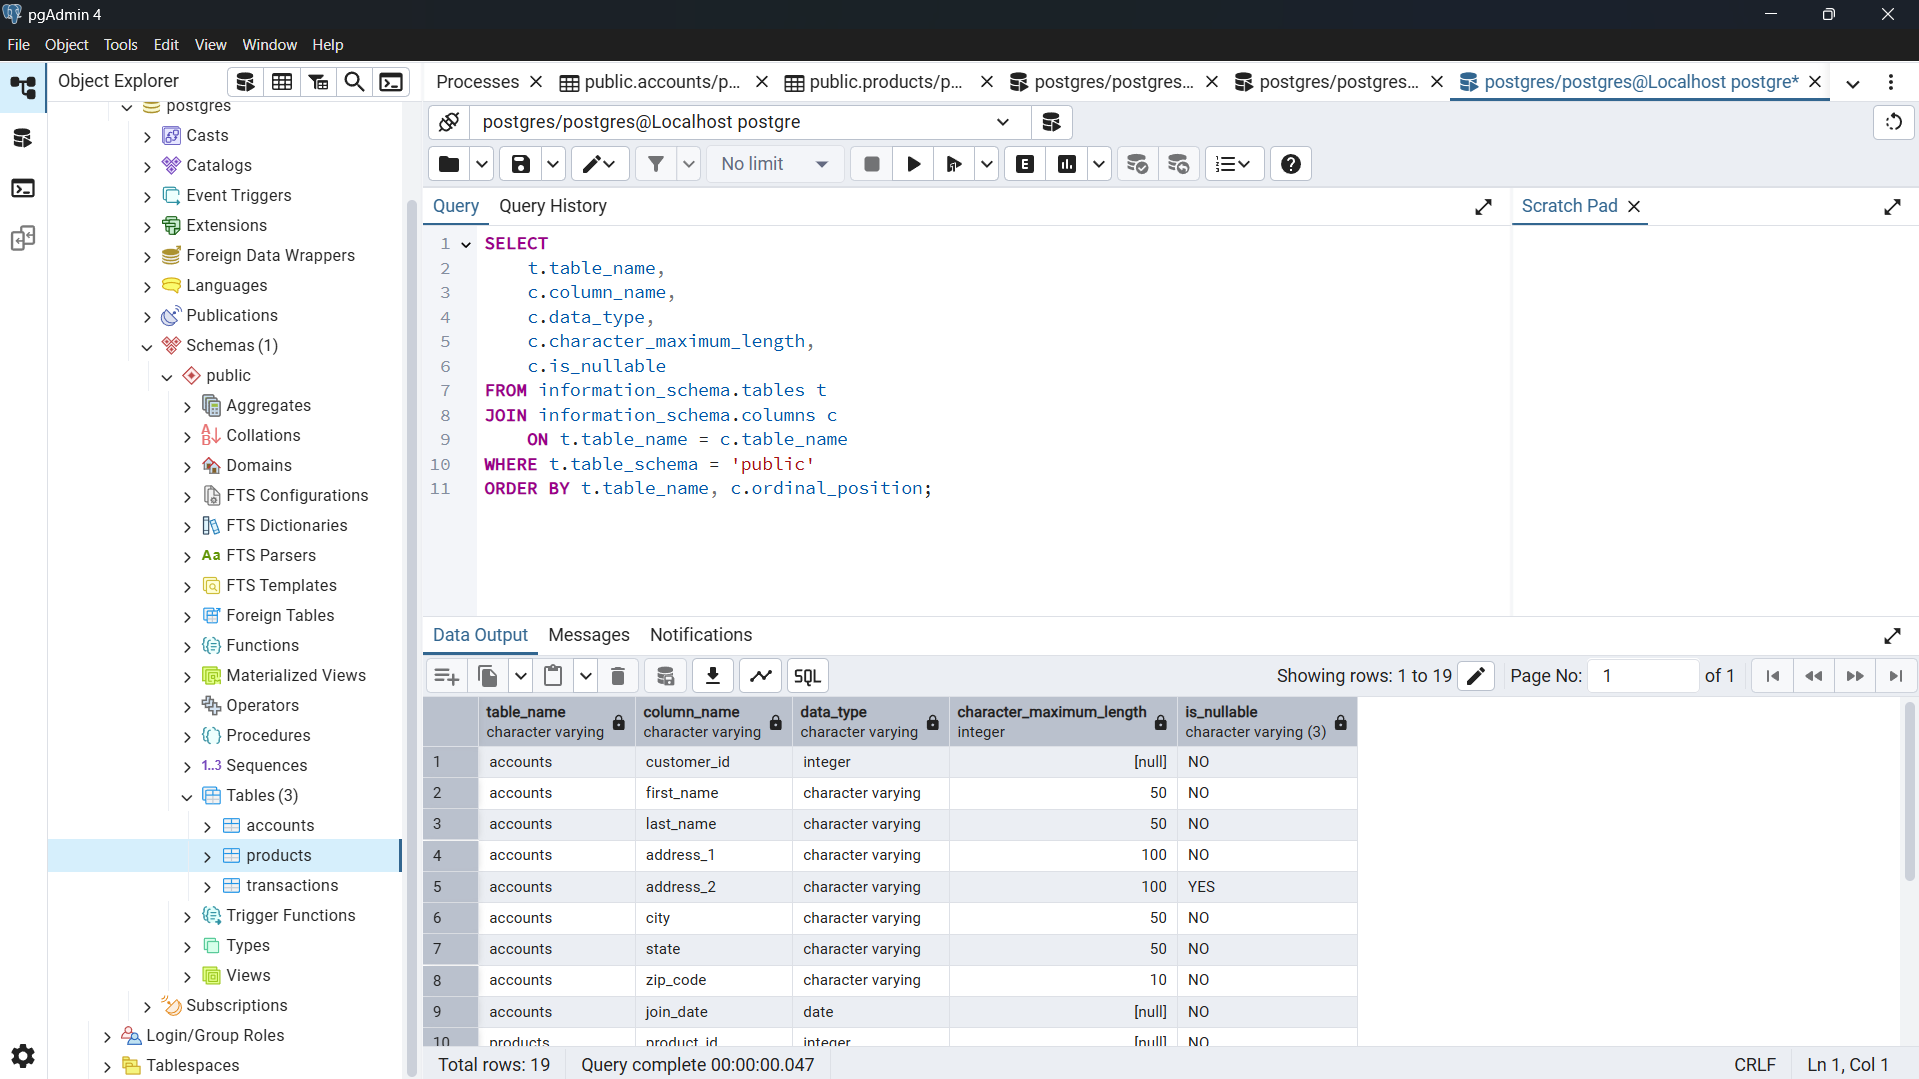 pgAdmin 4
File Object Tools Edit View Window Help
Object Explorer
Processes public.accounts/p... public.products/p... postgres/postgres... postgres/postgres... postgres/postgres@Localhost postgre*
postgres
Casts
Catalogs
Event Triggers
Extensions
Foreign Data Wrappers
Languages
Publications
Schemas (1)
public
Aggregates
Collations
Domains
FTS Configurations
FTS Dictionaries
Aa FTS Parsers
FTS Templates
Foreign Tables
Functions
Materialized Views
Operators
Procedures
1..3 Sequences
Tables (3)
accounts
products
transactions
Trigger Functions
Types
Views
Subscriptions
Login/Group Roles
Tablespaces
postgres/postgres@Localhost postgre
No limit E
Query Query History
Scratch Pad
1 SELECT
2 t.table_name,
3 c.column_name,
4 c.data_type,
5 c.character_maximum_length,
6 c.is_nullable
7 FROM information_schema.tables t
8 JOIN information_schema.columns c
9 ON t.table_name = c.table_name
10 WHERE t.table_schema = 'public'
11 ORDER BY t.table_name, c.ordinal_position;
Data Output Messages Notifications
SQL Showing rows: 1 to 19 Page No: 1 of 1
table_name column_name data_type character_maximum_length is_nullable
character varying character varying character varying integer character varying (3)
1 accounts customer_id integer [null] NO
2 accounts first_name character varying 50 NO
3 accounts last_name character varying 50 NO
4 accounts address_1 character varying 100 NO
5 accounts address_2 character varying 100 YES
6 accounts city character varying 50 NO
7 accounts state character varying 50 NO
8 accounts zip_code character varying 10 NO
9 accounts join_date date [null] NO
10 products product_id integer [null] NO
Total rows: 19 Query complete 00:00:00.047 CRLF Ln 1, Col 1